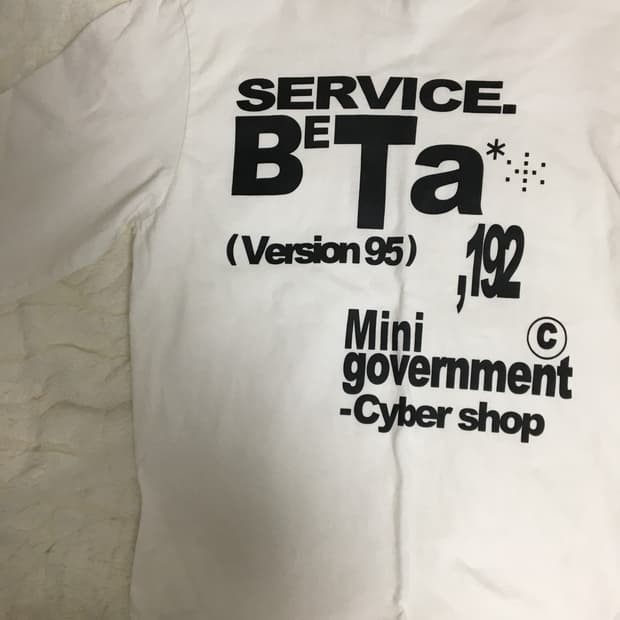 SERVICE.
BETa*
(Version 95) ,192
Mini ©
government
-Cyber shop